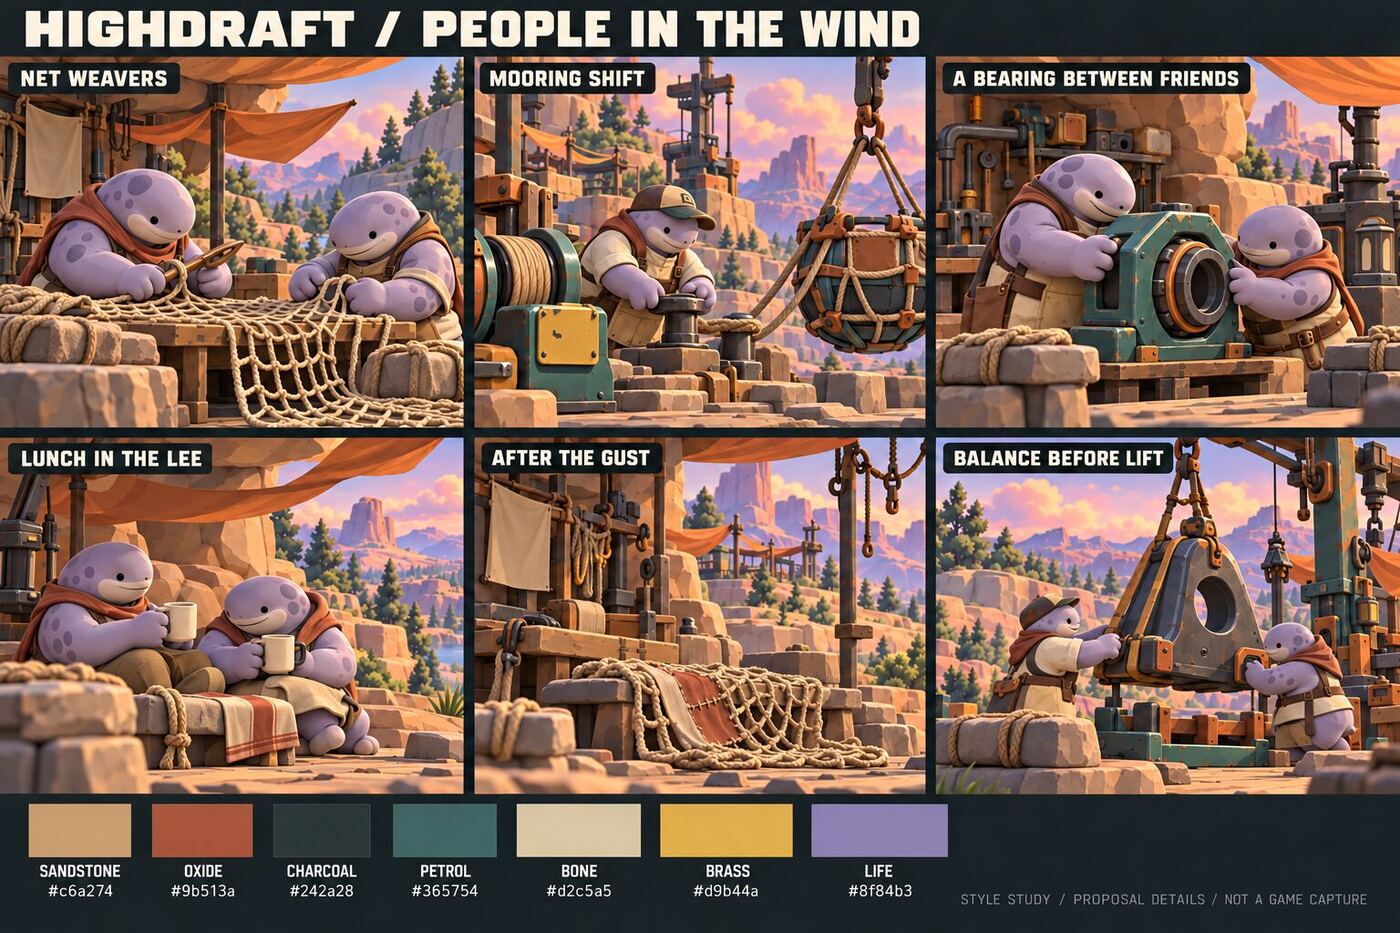 HIGHDRAFT / PEOPLE IN THE WIND
NET WEAVERS
MOORING SHIFT
A BEARING BETWEEN FRIENDS
LUNCH IN THE LEE
AFTER THE GUST
BALANCE BEFORE LIFT
SANDSTONE
#c6a274
OXIDE
#9b513a
CHARCOAL
#242a28
PETROL
#365754
BONE
#d2c5a5
BRASS
#d9b44a
LIFE
#8f84b3
STYLE STUDY / PROPOSAL DETAILS / NOT A GAME CAPTURE